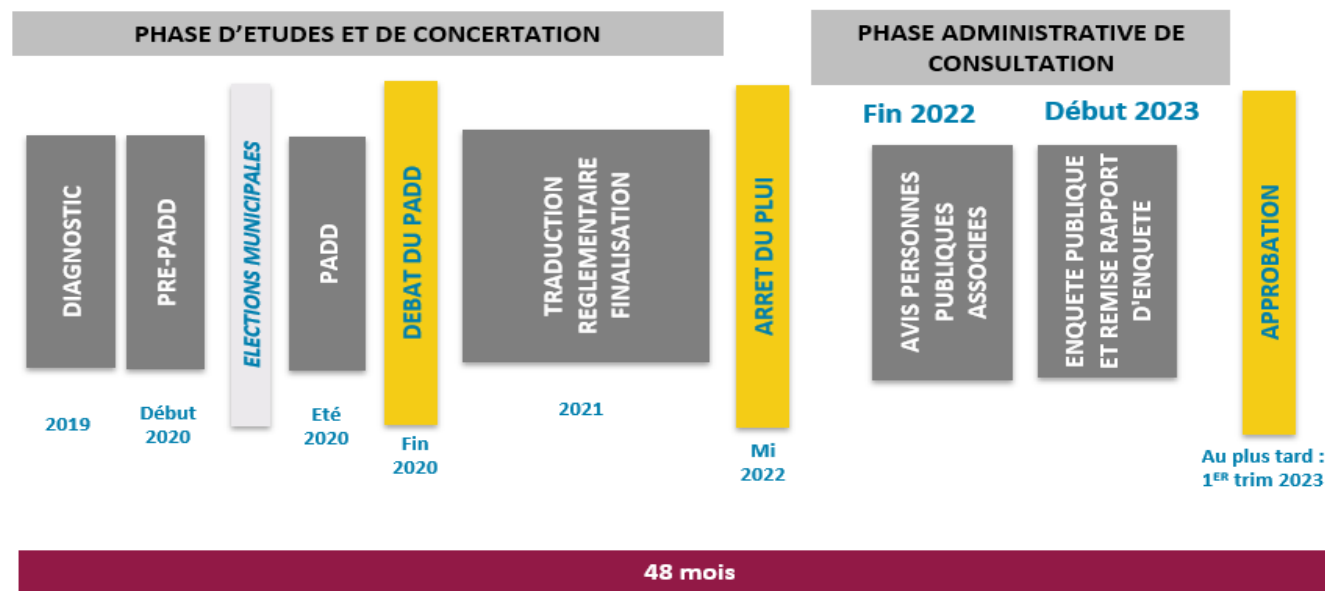 PHASE D'ETUDES ET DE CONCERTATION
PHASE ADMINISTRATIVE DE
CONSULTATION
Fin 2022
Début 2023
DIAGNOSTIC
PRE-PADD
ELECTIONS MUNICIPALES
PADD
DEBAT DU PADD
TRADUCTION
REGLEMENTAIRE
FINALISATION
ARRET DU PLUI
AVIS PERSONNES
PUBLIQUES
ASSOCIEES
ENQUETE PUBLIQUE
ET REMISE RAPPORT
D'ENQUETE
APPROBATION
2019
Début
2020
Eté
2020
Fin
2020
2021
Mi
2022
Au plus tard :
1ER trim 2023
48 mois